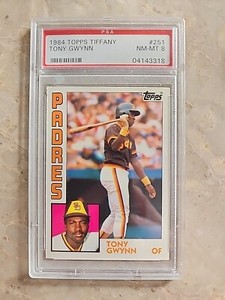 PSA
1984 TOPPS TIFFANY #251
TONY GWYNN NM-MT 8
04143318
Topps
PADRES
TONY
GWYNN OF